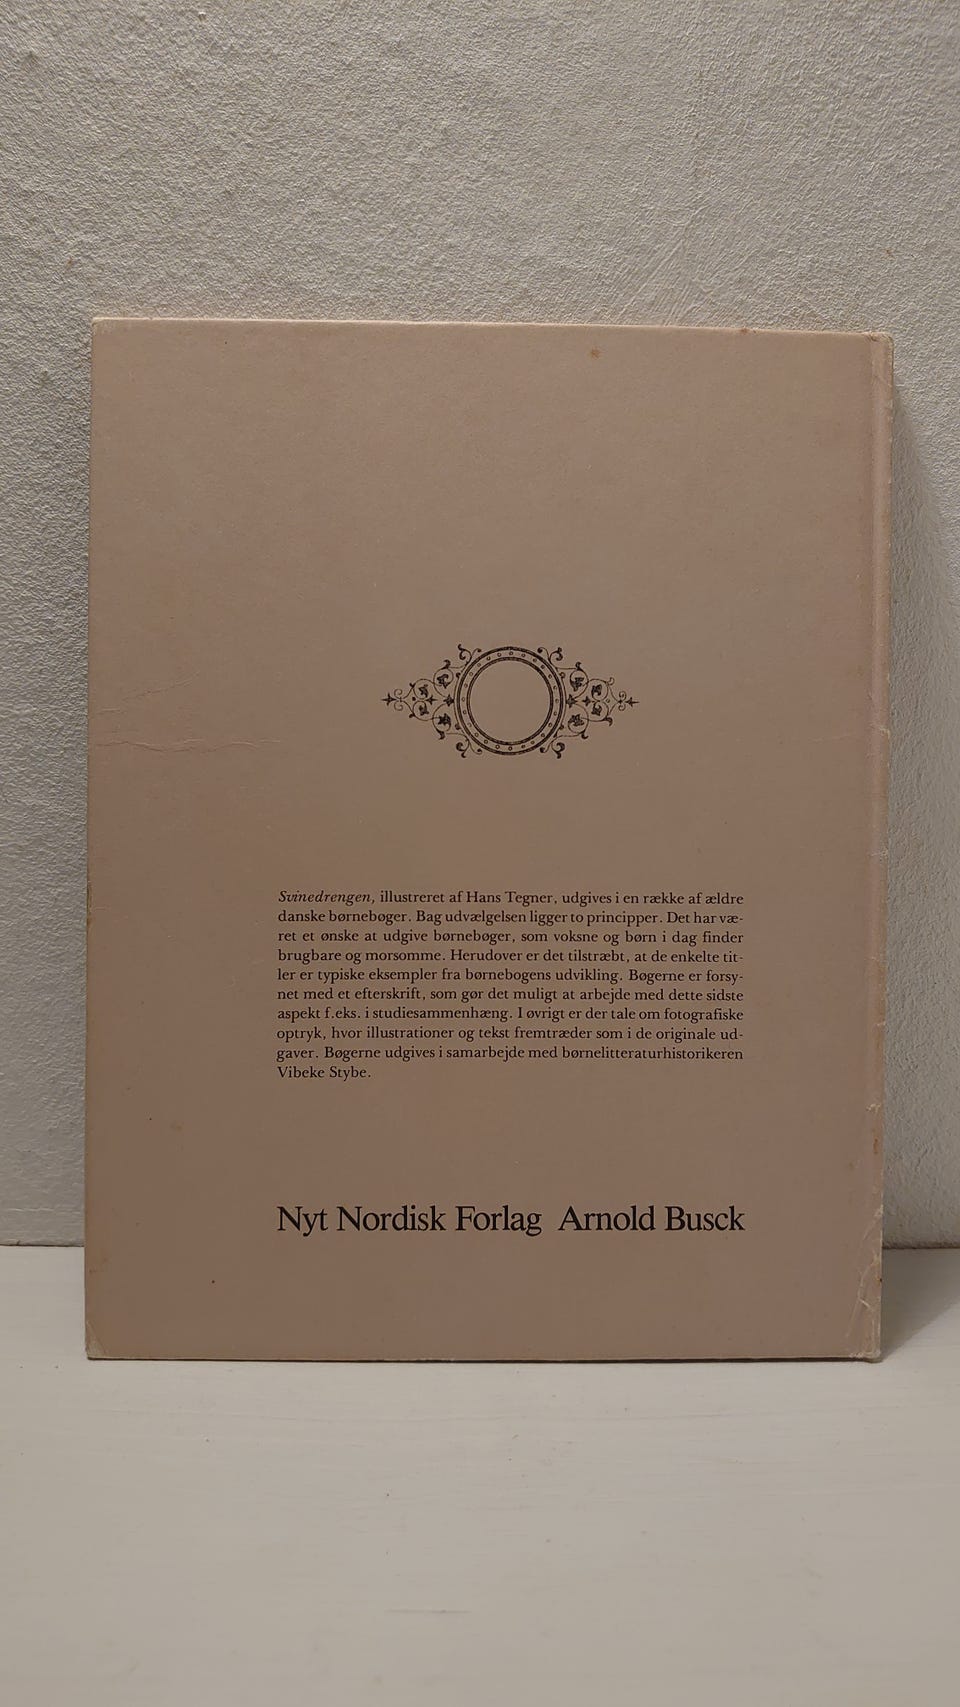 Svinedrengen, illustreret af Hans Tegner, udgives i en række af ældre
danske børnebøger. Bag udvælgelsen ligger to principper. Det har væ-
ret et ønske at udgive børnebøger, som voksne og børn i dag finder
brugbare og morsomme. Herudover er det tilstræbt, at de enkelte tit-
ler er typiske eksempler fra børnebogens udvikling. Bøgerne er forsy-
net med et efterskrift, som gør det muligt at arbejde med dette sidste
aspekt f.eks. i studiesammenhæng. I øvrigt er der tale om fotografiske
optryk, hvor illustrationer og tekst fremtræder som i de originale ud-
gaver. Bøgerne udgives i samarbejde med børnelitteraturhistorikeren
Vibeke Stybe.
Nyt Nordisk Forlag Arnold Busck